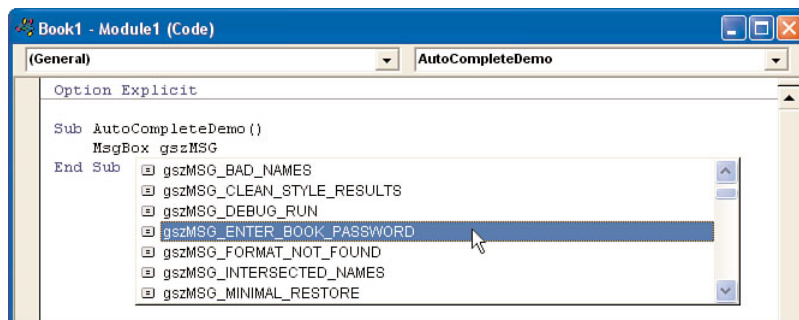 Book1 - Module1 (Code)
(General) AutoCompleteDemo
Option Explicit
Sub AutoCompleteDemo()
MsgBox gszMSG
End Sub
gszMSG_BAD_NAMES
gszMSG_CLEAN_STYLE_RESULTS
gszMSG_DEBUG_RUN
gszMSG_ENTER_BOOK_PASSWORD
gszMSG_FORMAT_NOT_FOUND
gszMSG_INTERSECTED_NAMES
gszMSG_MINIMAL_RESTORE